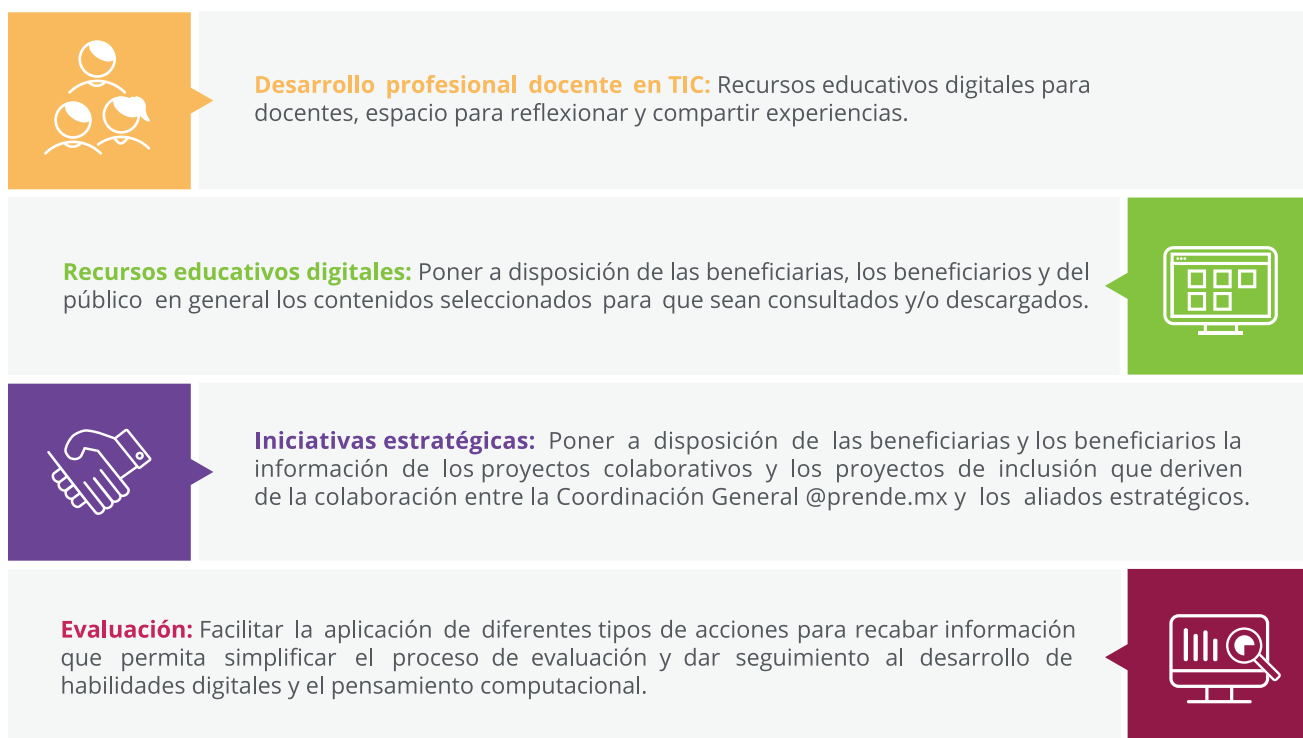 Desarrollo profesional docente en TIC: Recursos educativos digitales para
docentes, espacio para reflexionar y compartir experiencias.
Recursos educativos digitales: Poner a disposición de las beneficiarias, los beneficiarios y del
público en general los contenidos seleccionados para que sean consultados y/o descargados.
Iniciativas estratégicas: Poner a disposición de las beneficiarias y los beneficiarios la
información de los proyectos colaborativos y los proyectos de inclusión que deriven
de la colaboración entre la Coordinación General @prende.mx y los aliados estratégicos.
Evaluación: Facilitar la aplicación de diferentes tipos de acciones para recabar información
que permita simplificar el proceso de evaluación y dar seguimiento al desarrollo de
habilidades digitales y el pensamiento computacional.